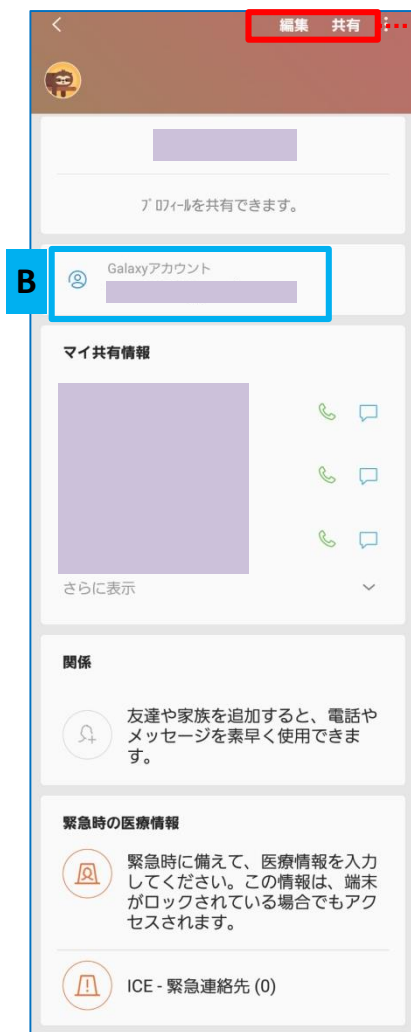 編集 共有
ﾌﾟﾛﾌｨｰﾙを共有できます。
B
Galaxyアカウント
マイ共有情報
さらに表示
関係
友達や家族を追加すると、電話や
メッセージを素早く使用できま
す。
緊急時の医療情報
緊急時に備えて、医療情報を入力
してください。この情報は、端末
がロックされている場合でもアク
セスされます。
ICE - 緊急連絡先 (0)